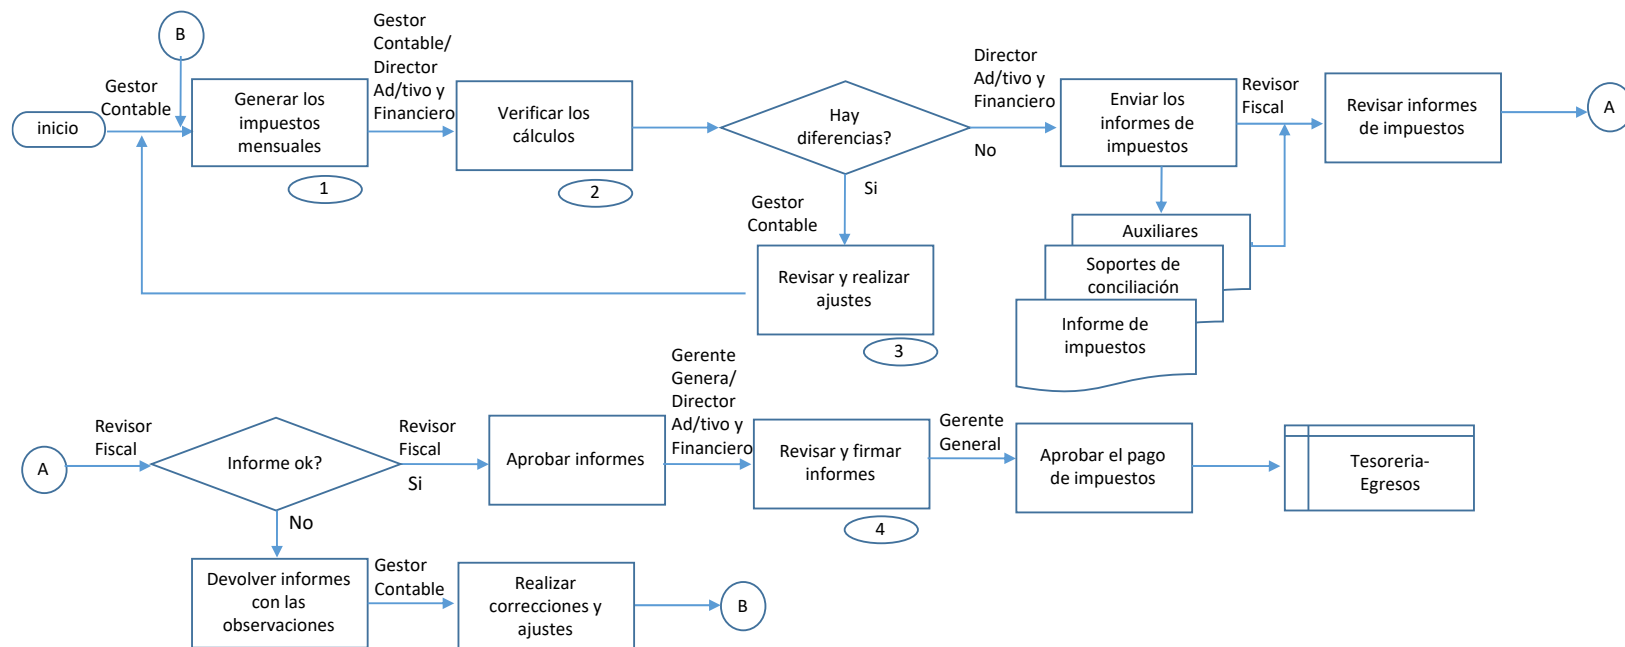 B
Gestor
Contable
inicio
Generar los
impuestos
mensuales
1
Gestor
Contable/
Director
Ad/tivo y
Financiero
Verificar los
cálculos
2
Hay
diferencias?
Si
No
Gestor
Contable
Revisar y realizar
ajustes
3
Director
Ad/tivo y
Financiero
Enviar los
informes de
impuestos
Auxiliares
Soportes de
conciliación
Informe de
impuestos
Revisor
Fiscal
Revisar informes
de impuestos
A
A
Revisor
Fiscal
Informe ok?
Revisor
Fiscal
Si
No
Aprobar informes
Gerente
Genera/
Director
Ad/tivo y
Financiero
Revisar y firmar
informes
4
Gerente
General
Aprobar el pago
de impuestos
Tesoreria-
Egresos
Devolver informes
con las
observaciones
Gestor
Contable
Realizar
correcciones y
ajustes
B